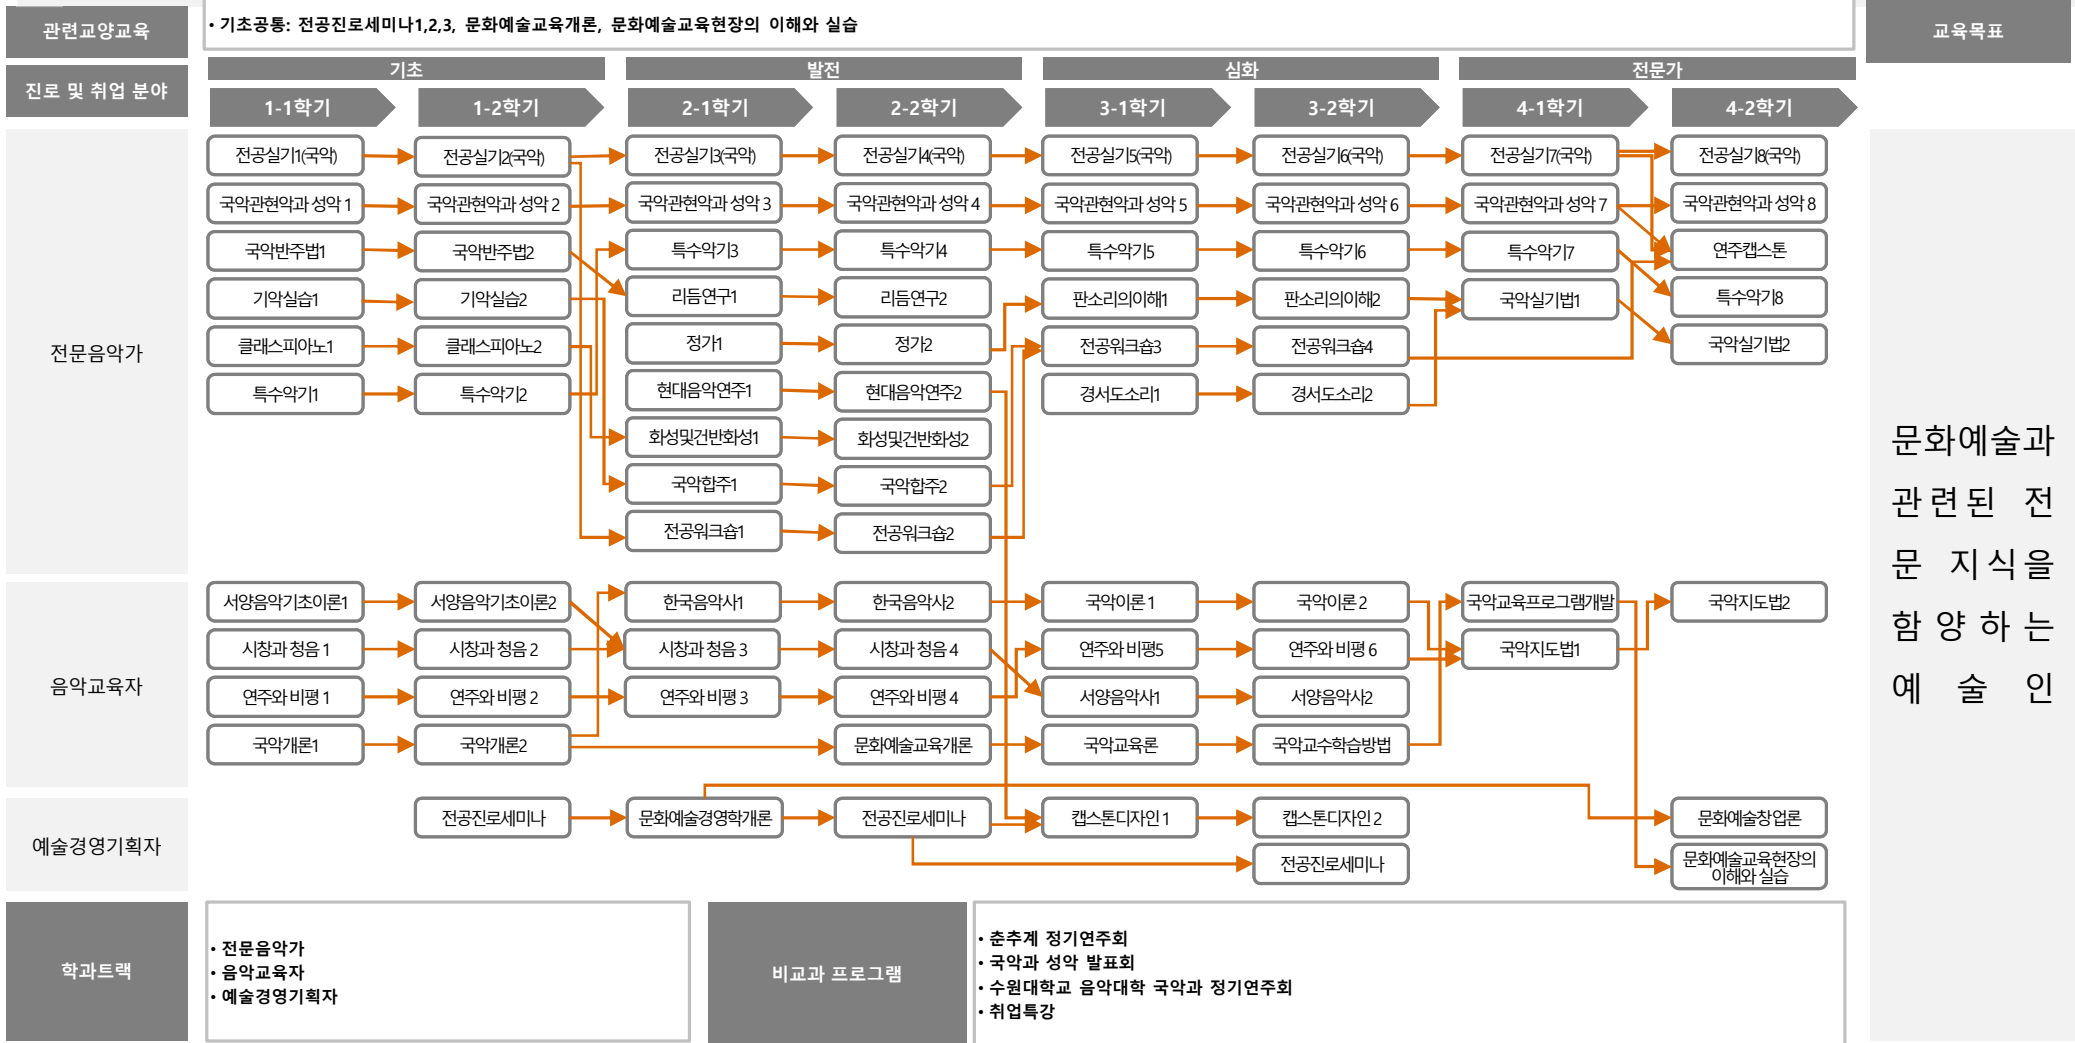 관련교양교육
• 기초공통: 전공진로세미나1,2,3, 문화예술교육개론, 문화예술교육현장의 이해와 실습
교육목표
진로 및 취업 분야
기초
발전
심화
전문가
1-1학기
1-2학기
2-1학기
2-2학기
3-1학기
3-2학기
4-1학기
4-2학기
전문음악가
전공실기1(국악)
전공실기2(국악)
전공실기3(국악)
전공실기4(국악)
전공실기5(국악)
전공실기6(국악)
전공실기7(국악)
전공실기8(국악)
국악관현악과 성악 1
국악관현악과 성악 2
국악관현악과 성악 3
국악관현악과 성악 4
국악관현악과 성악 5
국악관현악과 성악 6
국악관현악과 성악 7
국악관현악과 성악 8
국악반주법1
국악반주법2
특수악기3
특수악기4
특수악기5
특수악기6
특수악기7
연주캡스톤
기악실습1
기악실습2
리듬연구1
리듬연구2
판소리의이해1
판소리의이해2
국악실기법1
특수악기8
클래스피아노1
클래스피아노2
정가1
정가2
전공워크숍3
전공워크숍4
국악실기법2
특수악기1
특수악기2
현대음악연주1
현대음악연주2
경서도소리1
경서도소리2
화성및건반화성1
화성및건반화성2
국악합주1
국악합주2
전공워크숍1
전공워크숍2
음악교육자
서양음악기초이론1
서양음악기초이론2
한국음악사1
한국음악사2
국악이론 1
국악이론 2
국악교육프로그램개발
국악지도법2
시창과 청음 1
시창과 청음 2
시창과 청음 3
시창과 청음 4
연주와 비평5
연주와 비평 6
국악지도법1
연주와 비평 1
연주와 비평 2
연주와 비평 3
연주와 비평 4
서양음악사1
서양음악사2
국악개론1
국악개론2
문화예술교육개론
국악교육론
국악교수학습방법
예술경영기획자
전공진로세미나
문화예술경영학개론
전공진로세미나
캡스톤디자인 1
캡스톤디자인 2
문화예술창업론
전공진로세미나
문화예술교육현장의
이해와 실습
문화예술과
관련된 전
문 지식을
함양하는
예술인
학과트랙
• 전문음악가
• 음악교육자
• 예술경영기획자
비교과 프로그램
• 춘추계 정기연주회
• 국악과 성악 발표회
• 수원대학교 음악대학 국악과 정기연주회
• 취업특강